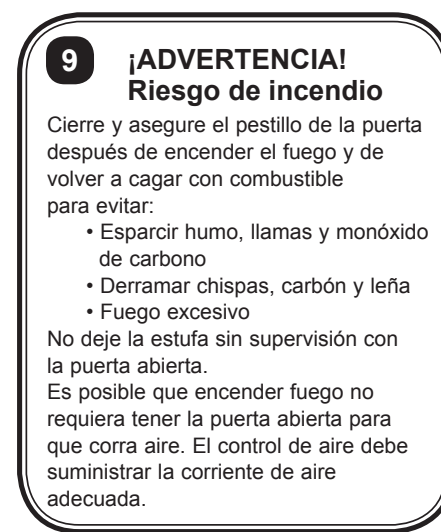 9 ¡ADVERTENCIA!
Riesgo de incendio
Cierre y asegure el pestillo de la puerta
después de encender el fuego y de
volver a cagar con combustible
para evitar:
• Esparcir humo, llamas y monóxido
de carbono
• Derramar chispas, carbón y leña
• Fuego excesivo
No deje la estufa sin supervisión con
la puerta abierta.
Es posible que encender fuego no
requiera tener la puerta abierta para
que corra aire. El control de aire debe
suministrar la corriente de aire
adecuada.